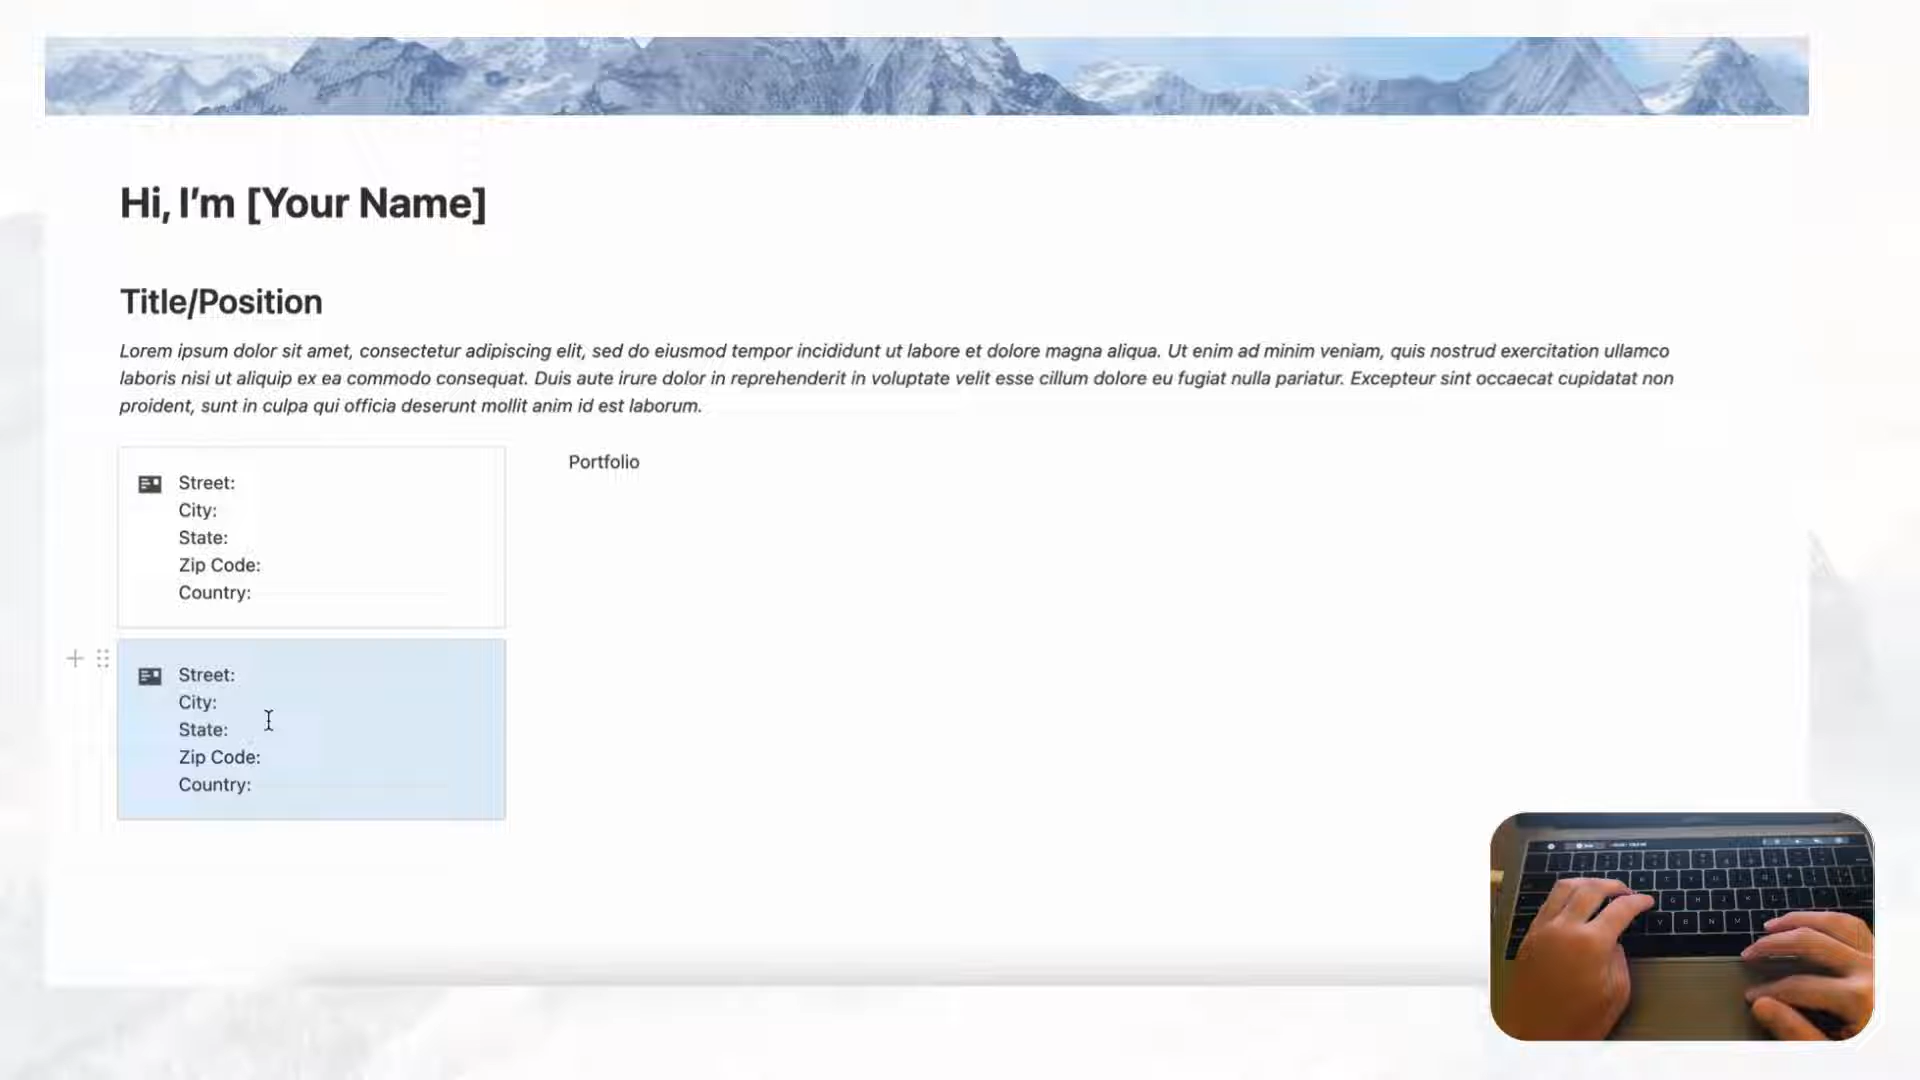 Hi, I'm [Your Name]
Title/Position
Lorem ipsum dolor sit amet, consectetur adipiscing elit, sed do eiusmod tempor incididunt ut labore et dolore magna aliqua. Ut enim ad minim veniam, quis nostrud exercitation ullamco
laboris nisi ut aliquip ex ea commodo consequat. Duis aute irure dolor in reprehenderit in voluptate velit esse cillum dolore eu fugiat nulla pariatur. Excepteur sint occaecat cupidatat non
proident, sunt in culpa qui officia deserunt mollit anim id est laborum.
Street:
City:
State:
Zip Code:
Country:
Portfolio
Street:
City:
State:
Zip Code:
Country: